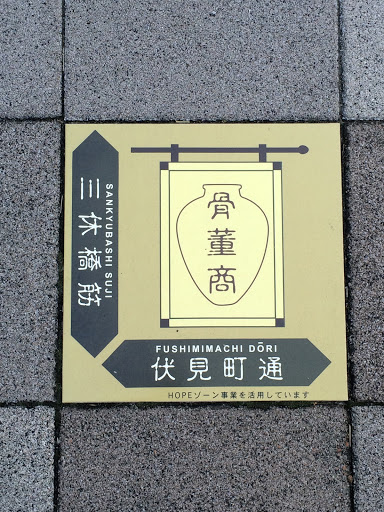 三休橋筋
SANKYUBASHI SUJI
骨董商
FUSHIMIMACHI DŌRI
伏見町通
HOPEゾーン事業を活用しています